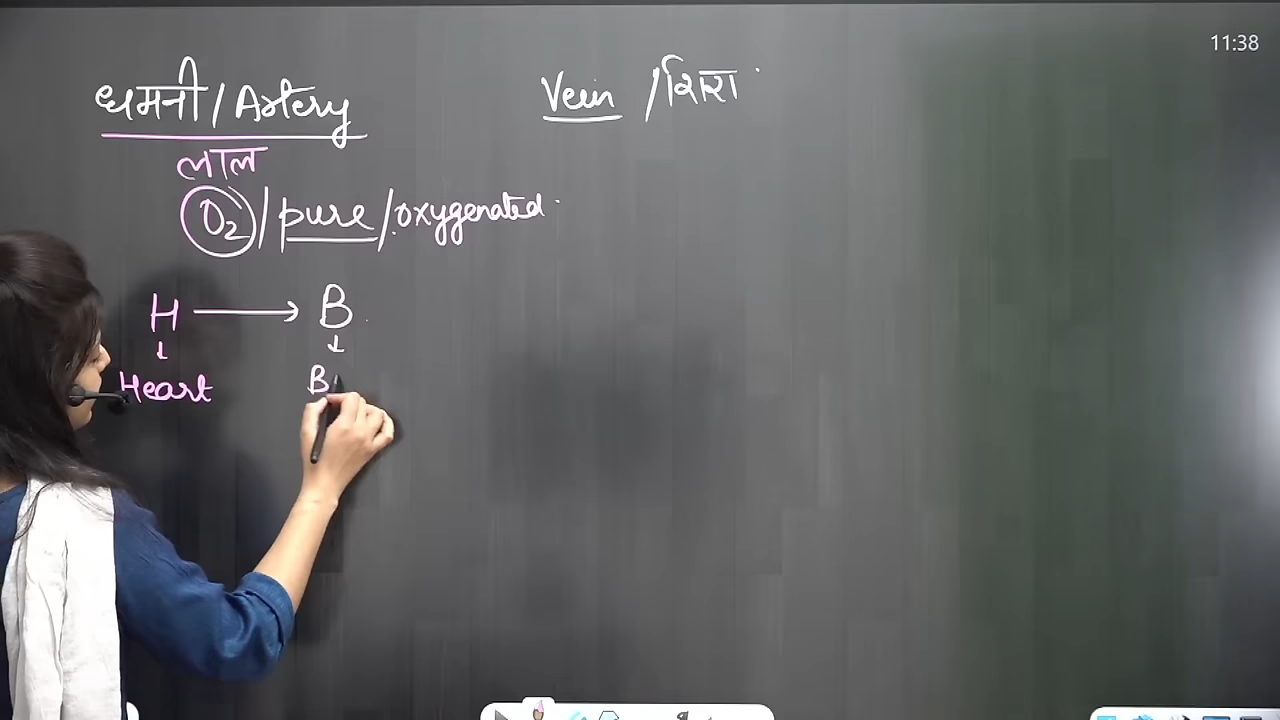 11:38
धमनी / Artery
Vein / शिरा
लाल
O2 / pure / oxygenated
H → B
↓ ↓
Heart B